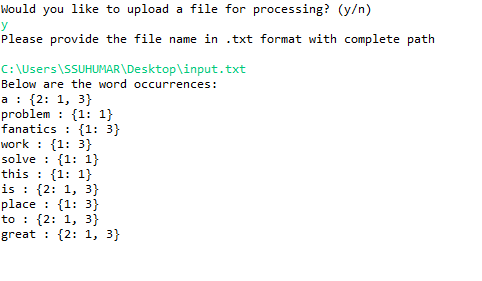 Would you like to upload a file for processing? (y/n)
y
Please provide the file name in .txt format with complete path
C:\Users\SSUHUMAR\Desktop\input.txt
Below are the word occurrences:
a : {2: 1, 3}
problem : {1: 1}
fanatics : {1: 3}
work : {1: 3}
solve : {1: 1}
this : {1: 1}
is : {2: 1, 3}
place : {1: 3}
to : {2: 1, 3}
great : {2: 1, 3}